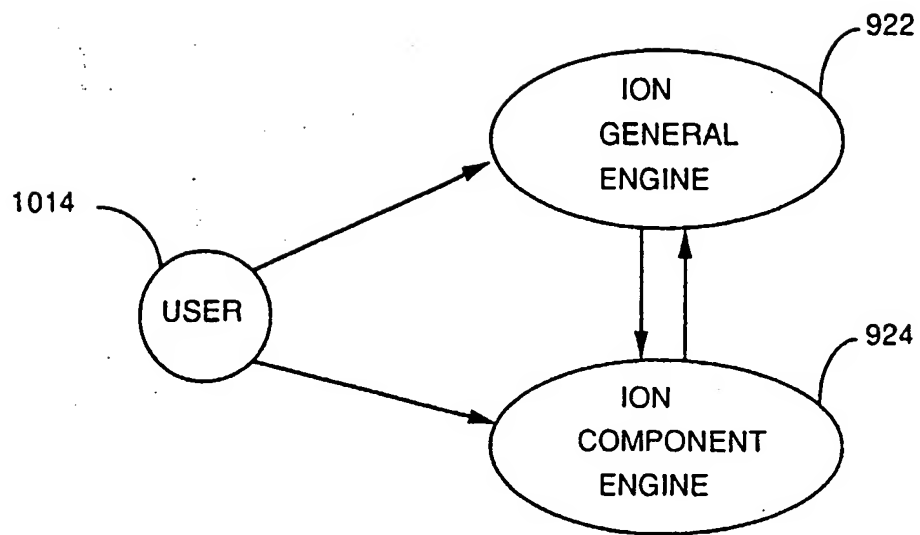 922
ION
GENERAL
ENGINE
1014
USER
924
ION
COMPONENT
ENGINE